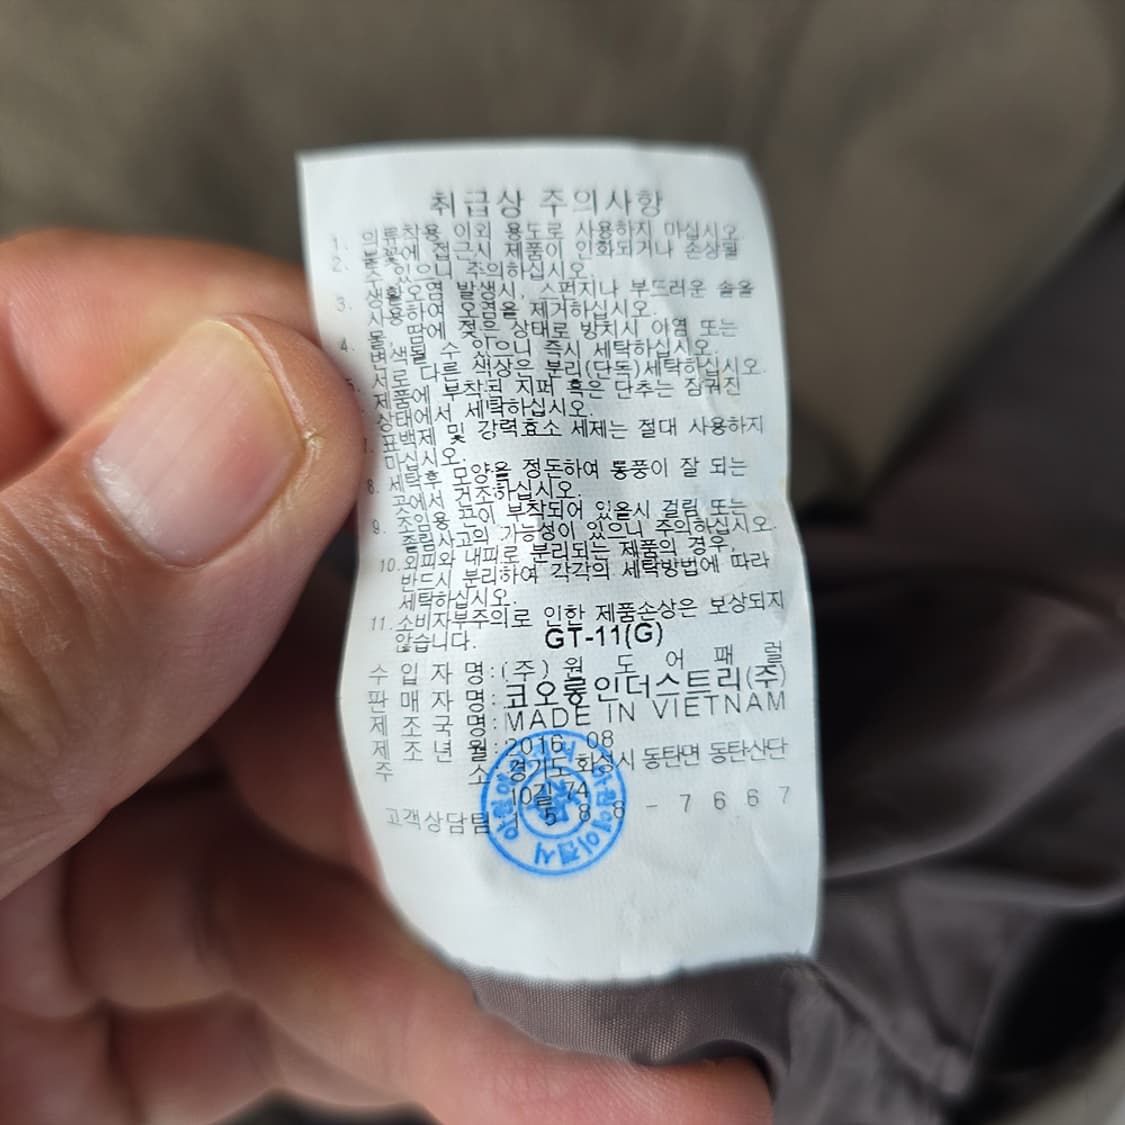 취급상 주의사항
1. 의류착용 이외 용도로 사용하지 마십시오.
2. 불꽃에 접근시 제품이 인화되거나 손상될
수 있으니 주의하십시오.
3. 생활오염 발생시, 스펀지나 부드러운 솔을
사용하여 오염을 제거하십시오.
4. 물, 땀에 젖은 상태로 방치시 이염 또는
변색될 수 있으니 즉시 세탁하십시오.
5. 서로 다른 색상은 분리(단독)세탁하십시오.
제품에 부착된 지퍼 혹은 단추는 잠궈진
상태에서 세탁하십시오.
표백제 및 강력효소 세제는 절대 사용하지
마십시오.
8. 세탁후 모양을 정돈하여 통풍이 잘 되는
곳에서 건조하십시오.
9. 조임용 끈이 부착되어 있을시 걸림 또는
졸림사고의 가능성이 있으니 주의하십시오.
10. 외피와 내피로 분리되는 제품의 경우,
반드시 분리하여 각각의 세탁방법에 따라
세탁하십시오.
11. 소비자부주의로 인한 제품손상은 보상되지
않습니다.
GT-11(G)
수 입 자 명:(주) 원 도 어 패 럴
판 매 자 명:코오롱인더스트리(주)
제 조 국 명:MADE IN VIETNAM
제 조 년 월:2016. 08
주 소:경기도 화성시 동탄면 동탄산단
10길 74
고객상담팀 1 5 8 8 - 7 6 6 7